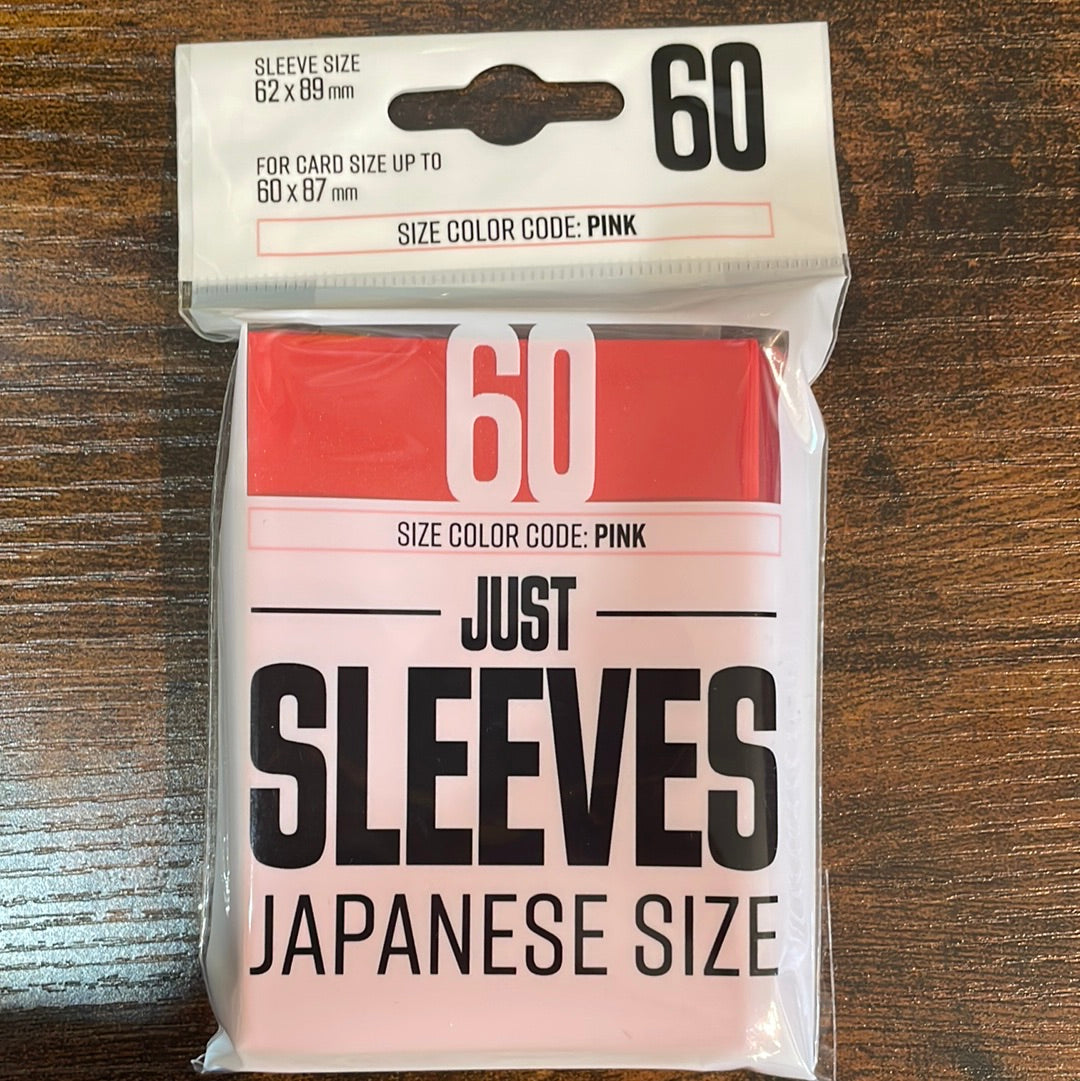 SLEEVE SIZE
62 x 89 mm
60
FOR CARD SIZE UP TO
60 x 87 mm
SIZE COLOR CODE: PINK
60
SIZE COLOR CODE: PINK
JUST
SLEEVES
JAPANESE SIZE